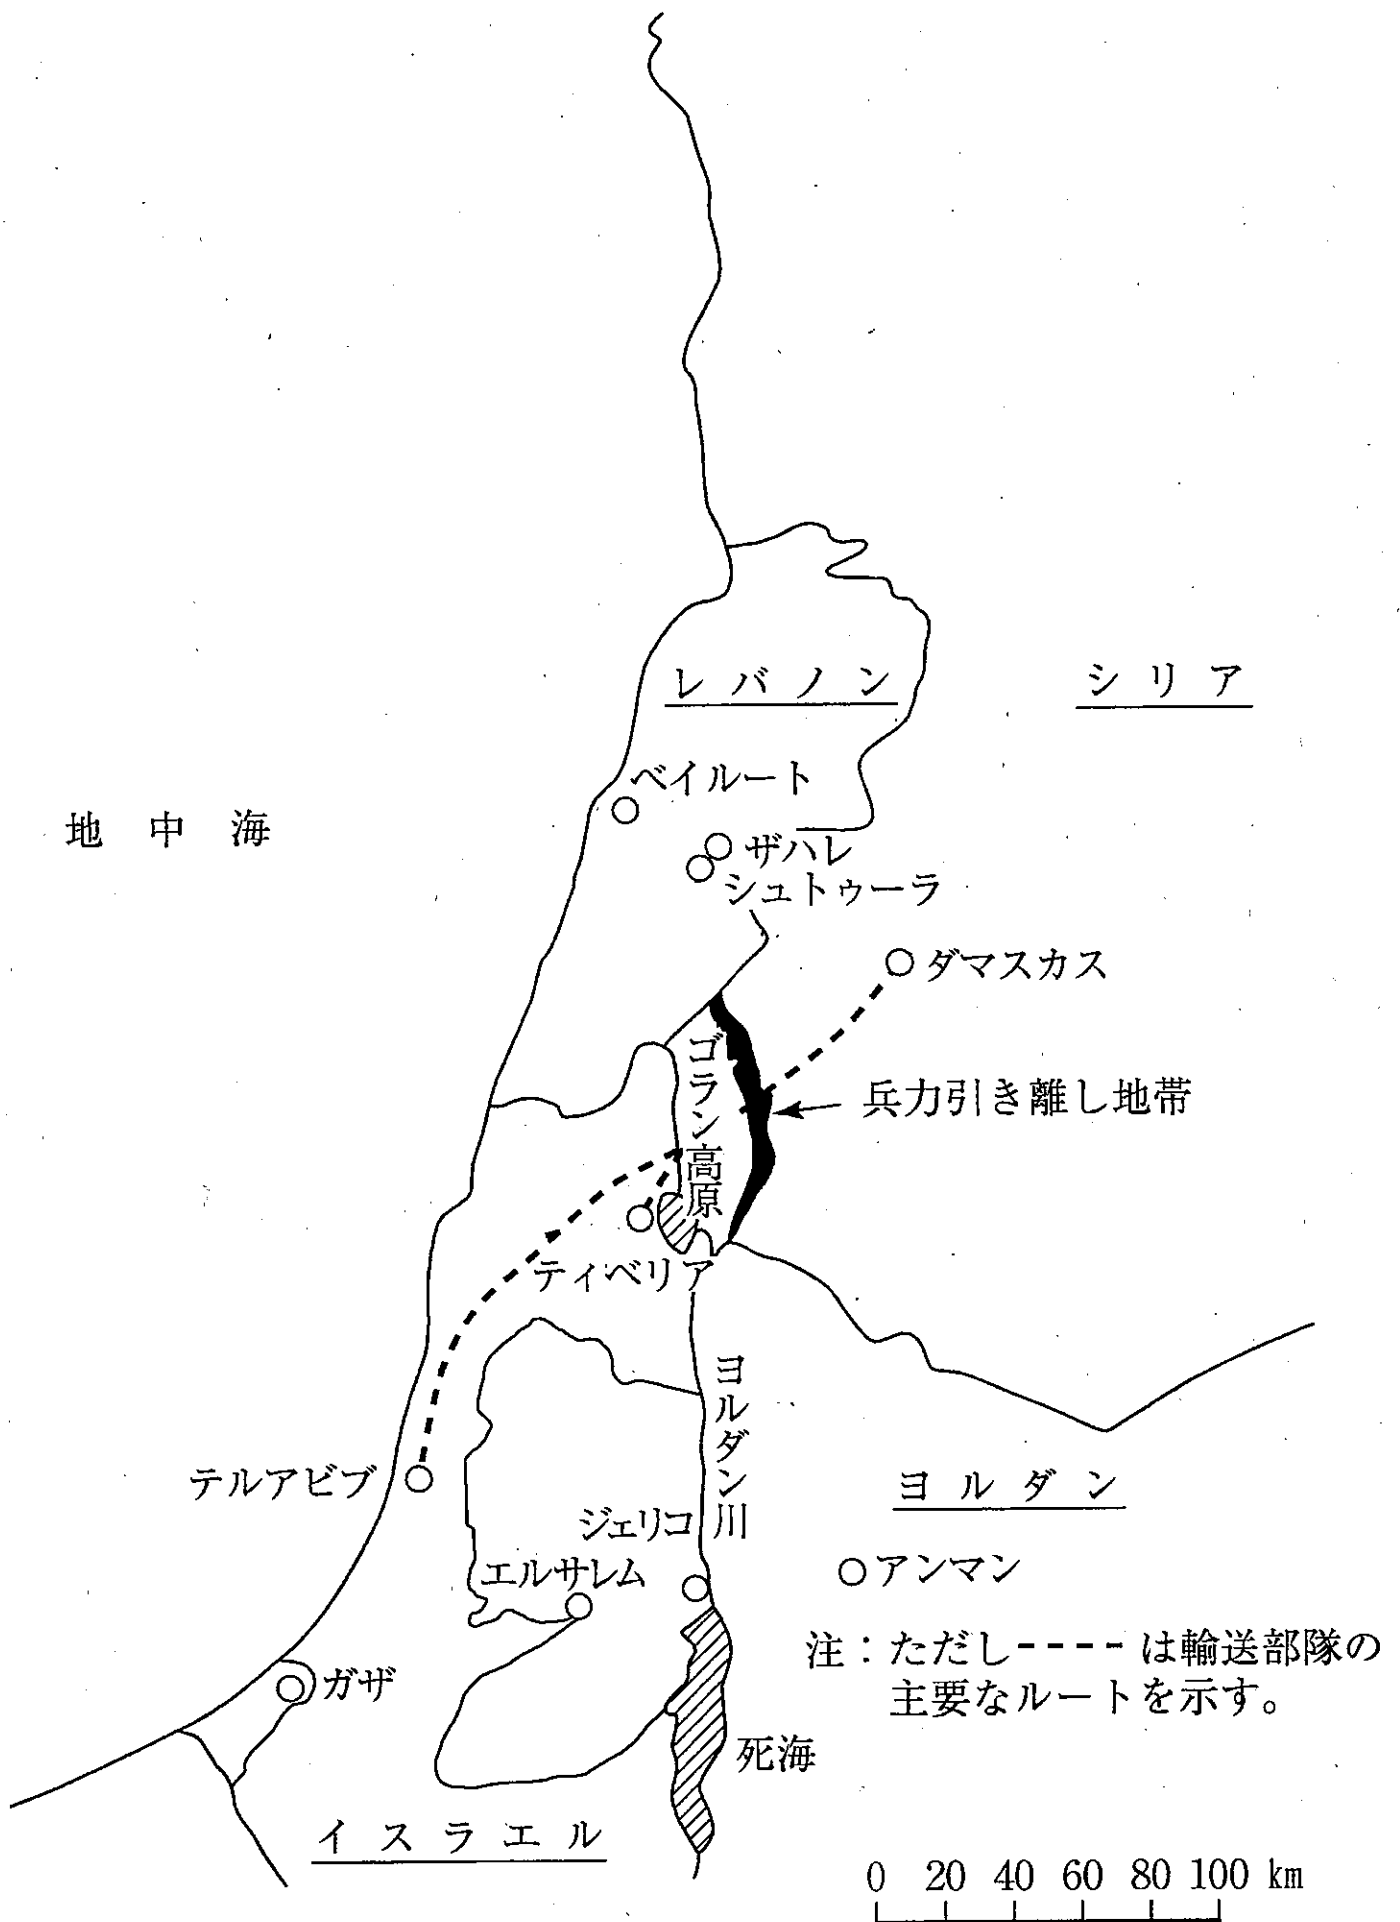 レバノン
シリア
ベイルート
地中海
ザハレ
シュトゥーラ
ダマスカス
ゴラン高原
兵力引き離し地帯
ティベリア
ヨルダン川
テルアビブ
ヨルダン
ジェリコ
エルサレム
アンマン
注：ただし----は輸送部隊の
主要なルートを示す。
ガザ
死海
イスラエル
0 20 40 60 80 100 km